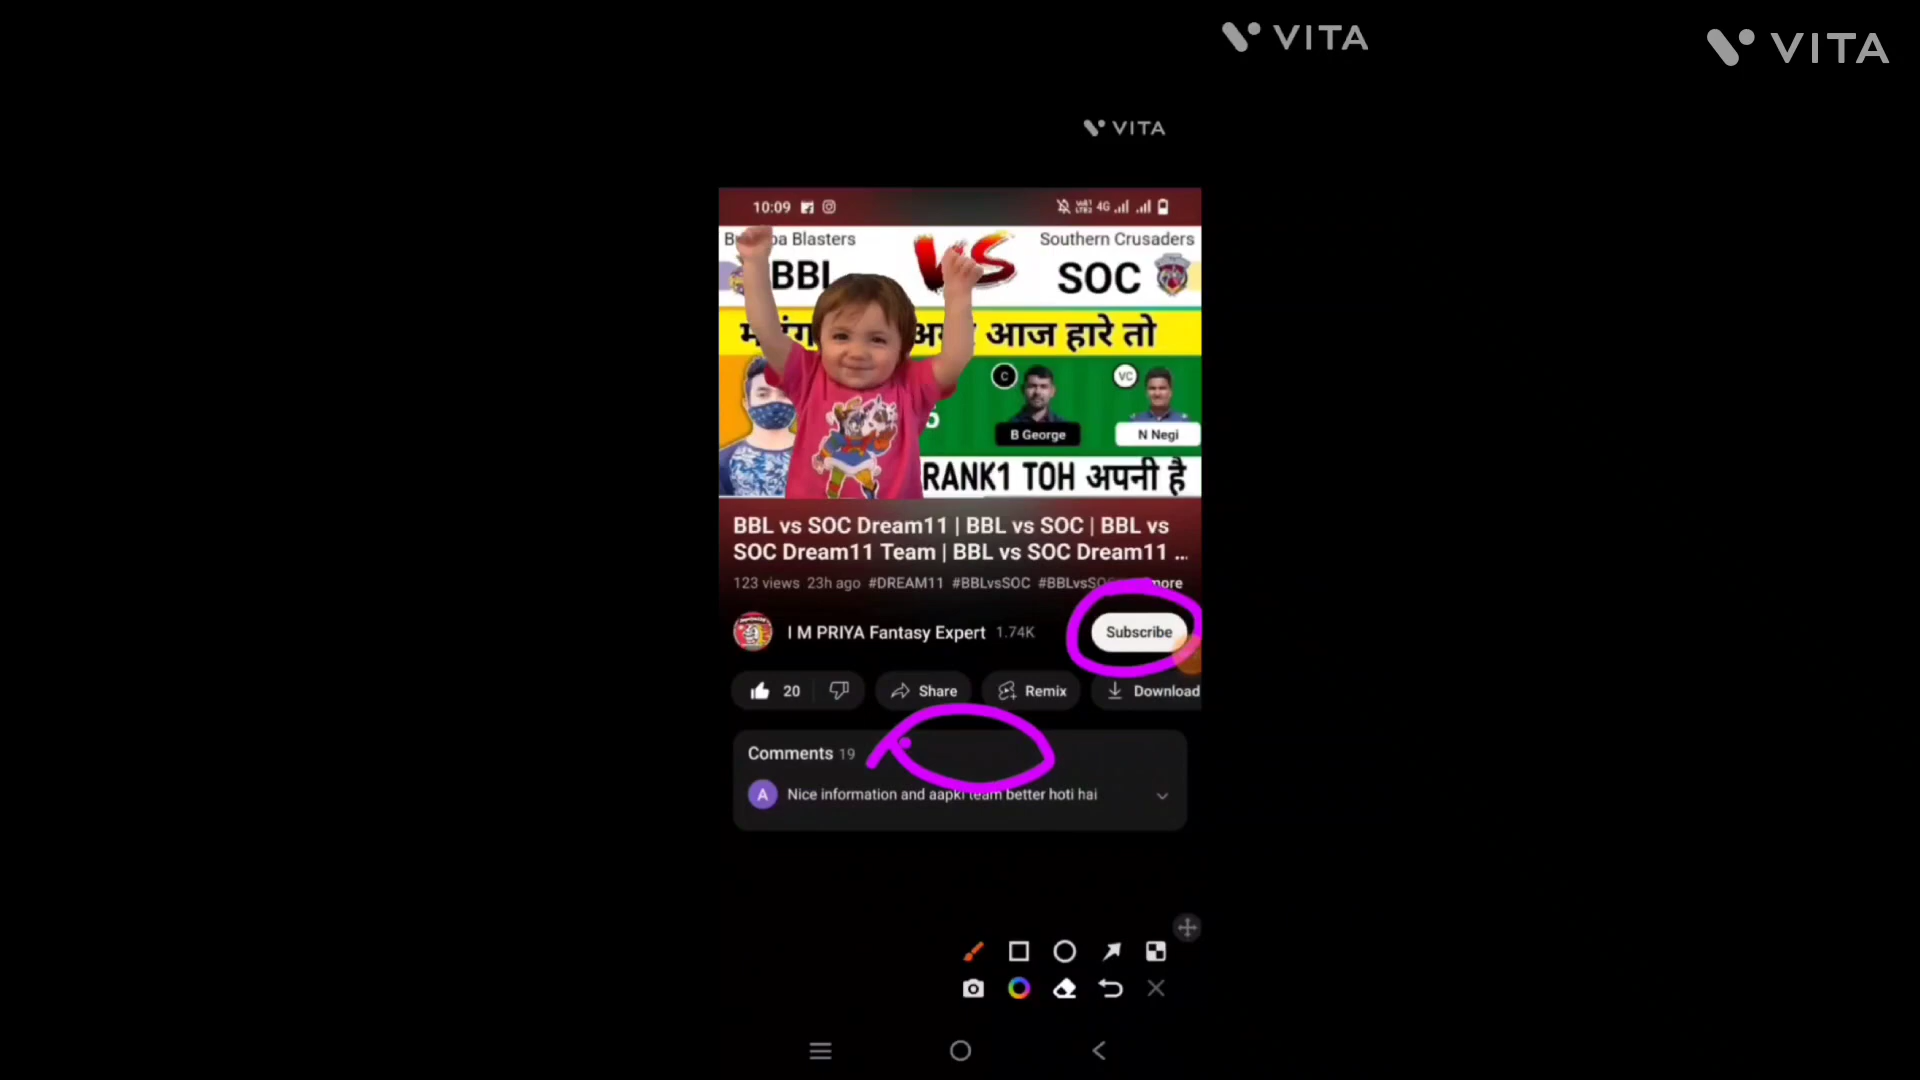 VITA
VITA
VITA
10:09
4G
Blasters
Southern Crusaders
BBL
VS
SOC
आज हारे तो
C
VC
B George
N Negi
RANK1 TOH अपनी है
BBL vs SOC Dream11 | BBL vs SOC | BBL vs
SOC Dream11 Team | BBL vs SOC Dream11 ...
123 views 23h ago #DREAM11 #BBLvsSOC #BBLvsSO more
I M PRIYA Fantasy Expert 1.74K
Subscribe
20
Share
Remix
Download
Comments 19
A
Nice information and aapki team better hoti hai